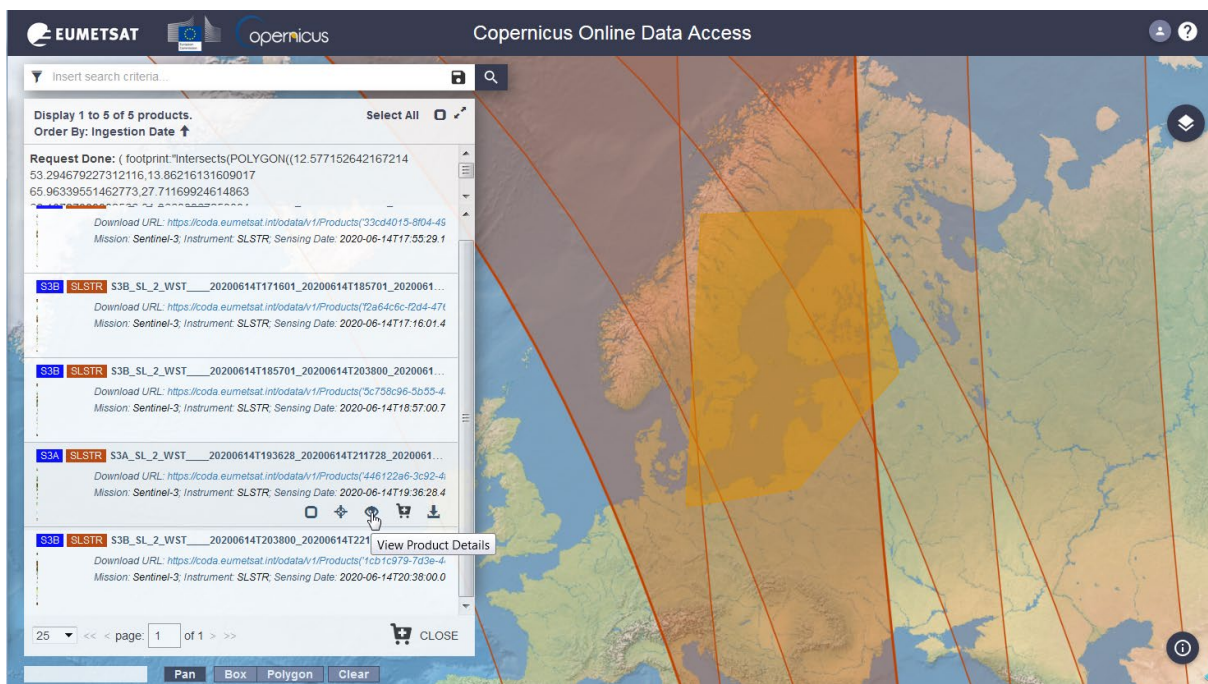 EUMETSAT
opernicus
Copernicus Online Data Access
Insert search criteria...
Display 1 to 5 of 5 products.
Select All
Order By: Ingestion Date
Request Done: ( footprint:"Intersects(POLYGON((12.577152642167214
53.294679227312116,13.86216131609017
65.96339551462773,27.71169924614863
Download URL: https://coda.eumetsat.int/odata/v1/Products('33cd4015-8f04-49
Mission: Sentinel-3; Instrument: SLSTR; Sensing Date: 2020-06-14T17:55:29.1
S3B SLSTR S3B_SL_2_WST____20200614T171601_20200614T185701_2020061...
Download URL: https://coda.eumetsat.int/odata/v1/Products('f2a64c6c-f2d4-476
Mission: Sentinel-3; Instrument: SLSTR; Sensing Date: 2020-06-14T17:16:01.4
S3B SLSTR S3B_SL_2_WST____20200614T185701_20200614T203800_2020061...
Download URL: https://coda.eumetsat.int/odata/v1/Products('5c758c96-5b55-4
Mission: Sentinel-3; Instrument: SLSTR; Sensing Date: 2020-06-14T18:57:00.7
S3A SLSTR S3A_SL_2_WST____20200614T193628_20200614T211728_2020061...
Download URL: https://coda.eumetsat.int/odata/v1/Products('446122a6-3c92-4
Mission: Sentinel-3; Instrument: SLSTR; Sensing Date: 2020-06-14T19:36:28.4
S3B SLSTR S3B_SL_2_WST____20200614T203800_20200614T221
View Product Details
Download URL: https://coda.eumetsat.int/odata/v1/Products('1cb1c979-7d3e-4
Mission: Sentinel-3; Instrument: SLSTR; Sensing Date: 2020-06-14T20:38:00.0
25 << < page: 1 of 1 > >>
CLOSE
Pan Box Polygon Clear